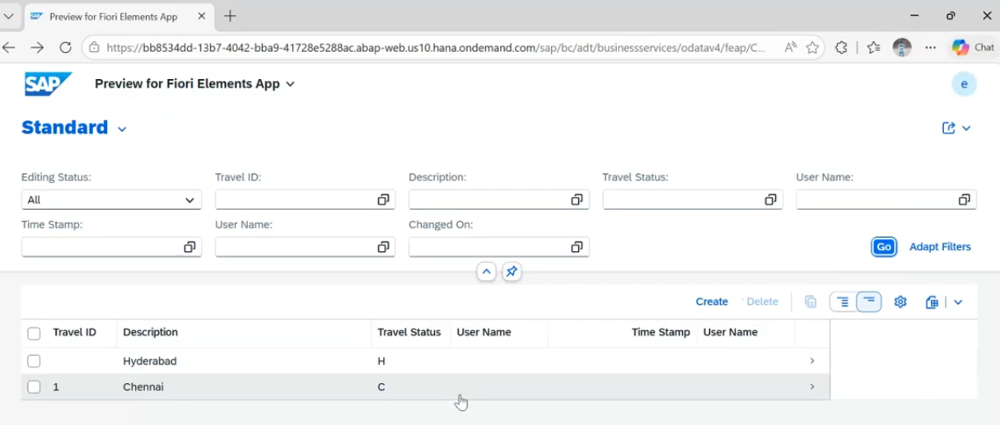 Preview for Fiori Elements App
https://bb8534dd-13b7-4042-bba9-41728e5288ac.abap-web.us10.hana.ondemand.com/sap/bc/adt/businessservices/odatav4/feap/C...
Chat
SAP Preview for Fiori Elements App e
Standard
Editing Status: Travel ID: Description: Travel Status: User Name:
All
Time Stamp: User Name: Changed On:
Go Adapt Filters
Create Delete
Travel ID Description Travel Status User Name Time Stamp User Name
Hyderabad H
1 Chennai C